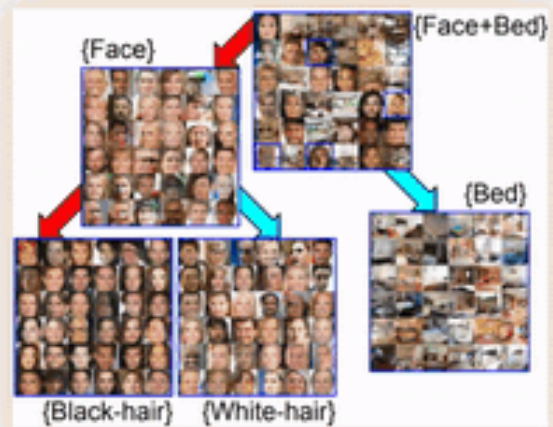 {Face+Bed}
{Face}
{Bed}
{Black-hair}
{White-hair}